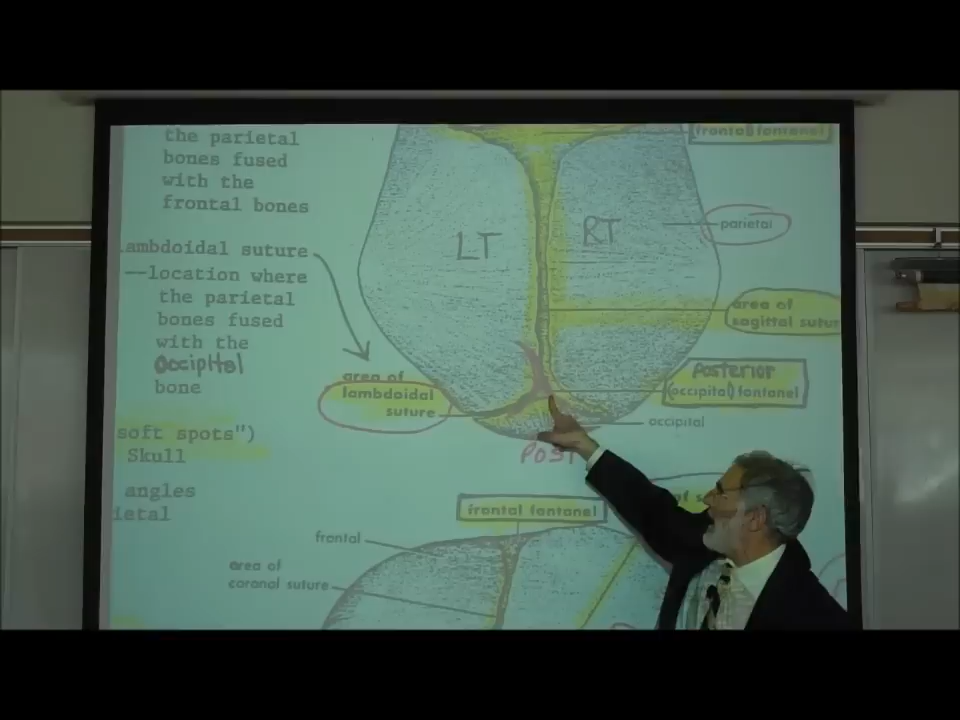 the parietal
bones fused
with the
frontal bones
lambdoidal suture
—location where
the parietal
bones fused
with the
occipital
bone
soft spots")
Skull
angles
frontal fontanel
LT
RT
parietal
area of
sagittal sutur
area of
lambdoidal
suture
Posterior
(occipital) fontanel
occipital
POST
frontal fontanel
frontal
area of
coronal suture